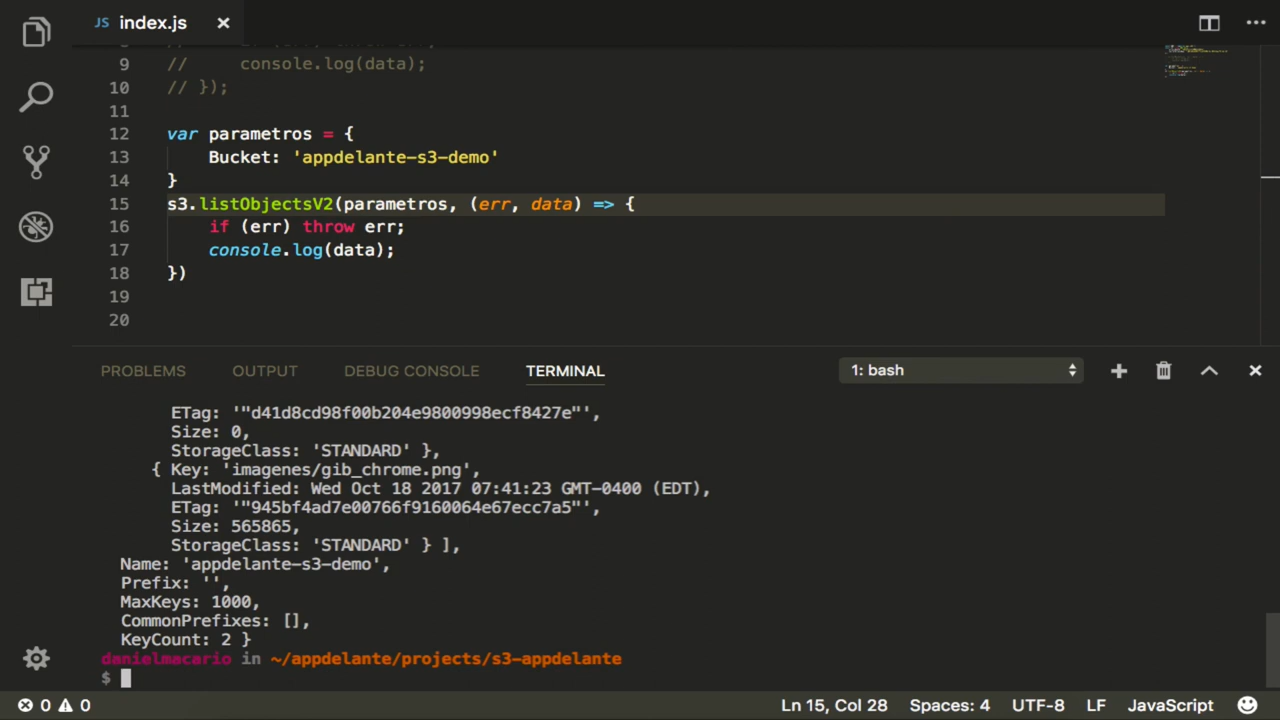 JS index.js ×
9 //     console.log(data);
10 // });
11
12 var parametros = {
13     Bucket: 'appdelante-s3-demo'
14 }
15 s3.listObjectsV2(parametros, (err, data) => {
16     if (err) throw err;
17     console.log(data);
18 })
19
20
PROBLEMS OUTPUT DEBUG CONSOLE TERMINAL 1: bash
ETag: '"d41d8cd98f00b204e9800998ecf8427e"',
Size: 0,
StorageClass: 'STANDARD' },
{ Key: 'imagenes/gib_chrome.png',
LastModified: Wed Oct 18 2017 07:41:23 GMT-0400 (EDT),
ETag: '"945bf4ad7e00766f9160064e67ecc7a5"',
Size: 565865,
StorageClass: 'STANDARD' } ],
Name: 'appdelante-s3-demo',
Prefix: '',
MaxKeys: 1000,
CommonPrefixes: [],
KeyCount: 2 }
danielmacario in ~/appdelante/projects/s3-appdelante
$
0 0 Ln 15, Col 28 Spaces: 4 UTF-8 LF JavaScript